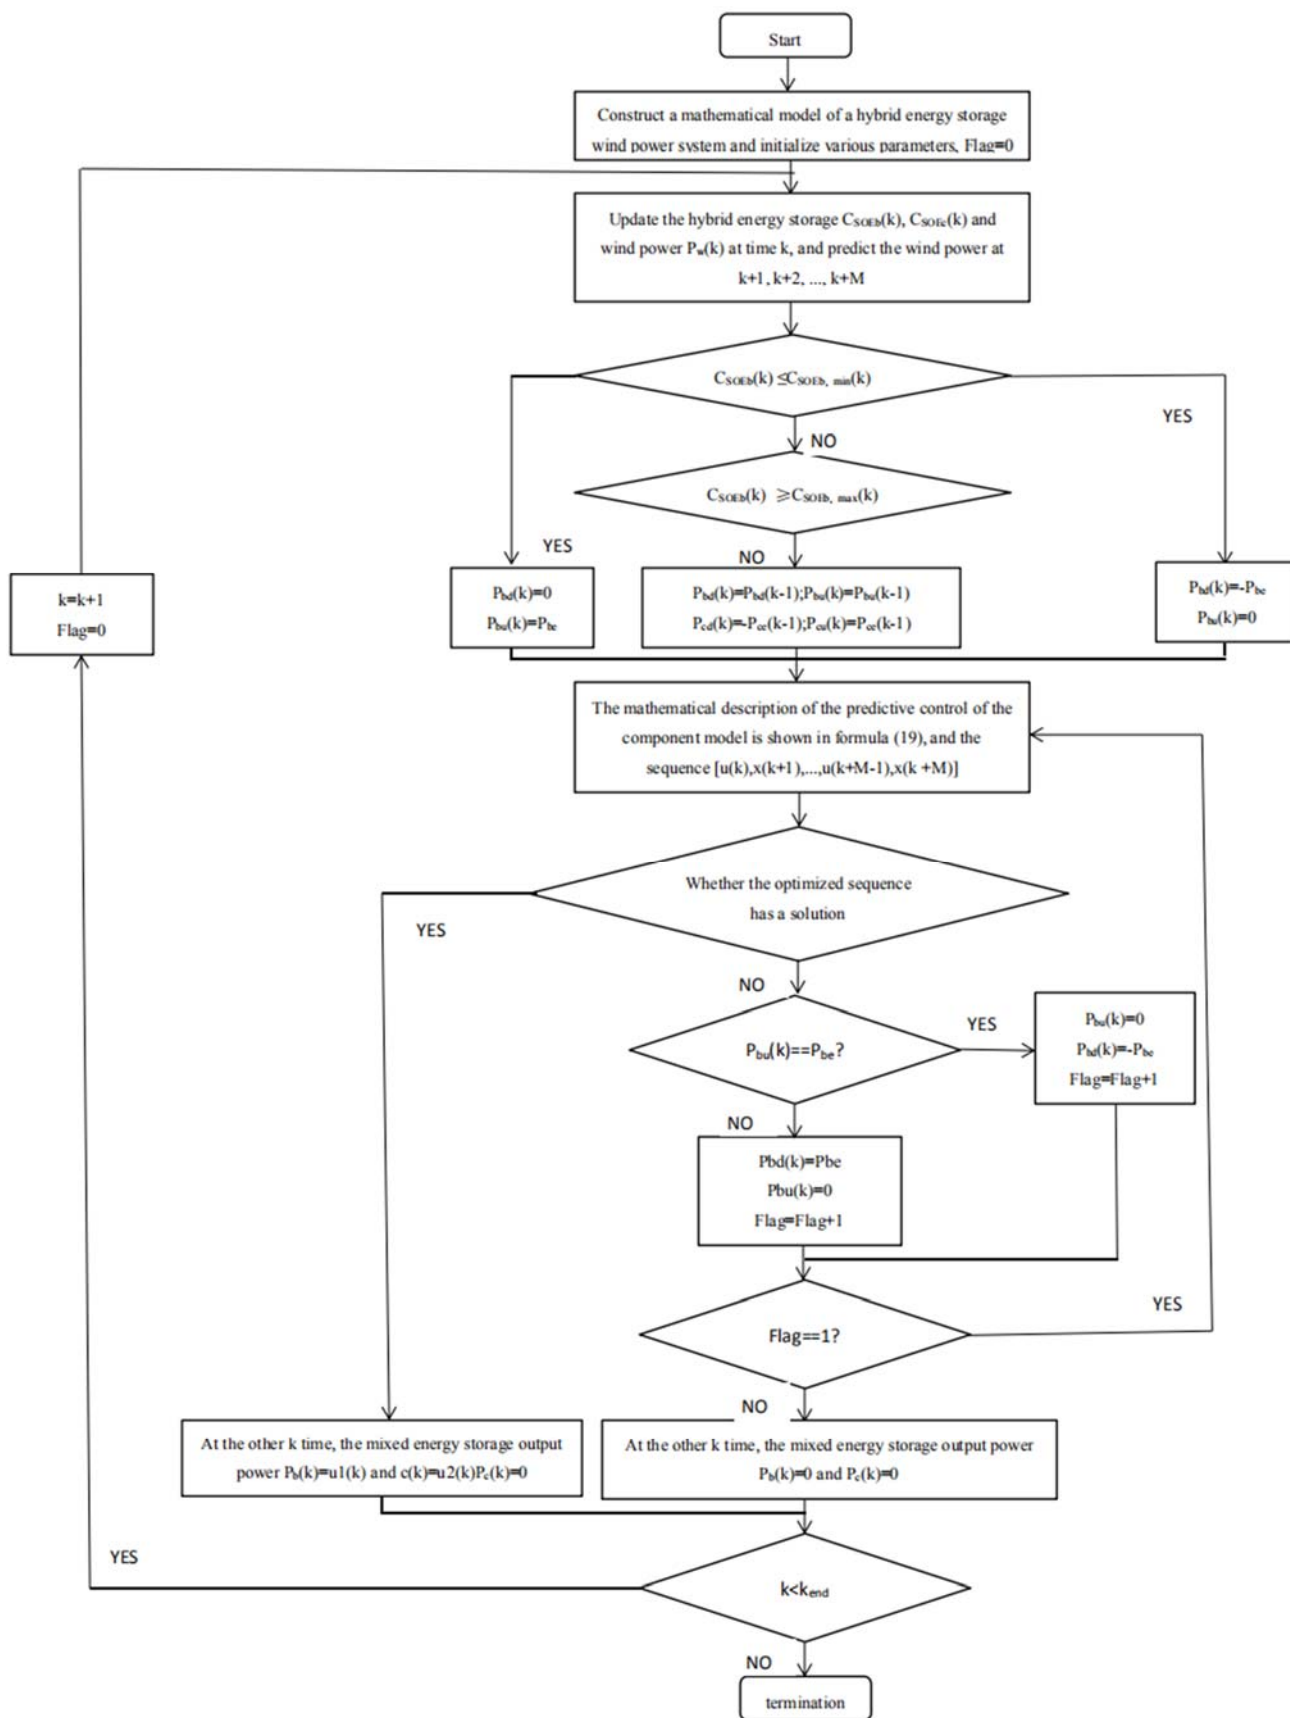 Start
Construct a mathematical model of a hybrid energy storage
wind power system and initialize various parameters, Flag=0
Update the hybrid energy storage CSOEb(k), CSOEc(k) and
wind power Pw(k) at time k, and predict the wind power at
k+1, k+2, ..., k+M
CSOEb(k) ≤CSOEb, min(k)
YES
NO
CSOEb(k) ≥CSOEb, max(k)
YES
NO
k=k+1
Flag=0
Pbd(k)=0
Pbu(k)=Pbe
Pbd(k)=Pbd(k-1);Pbu(k)=Pbu(k-1)
Pcd(k)=-Pce(k-1);Pcu(k)=Pce(k-1)
Pbd(k)=-Pbe
Pbu(k)=0
The mathematical description of the predictive control of the
component model is shown in formula (19), and the
sequence [u(k),x(k+1),...,u(k+M-1),x(k +M)]
Whether the optimized sequence
has a solution
YES
NO
Pbu(k)==Pbe?
YES
Pbu(k)=0
Pbd(k)=-Pbe
Flag=Flag+1
NO
Pbd(k)=Pbe
Pbu(k)=0
Flag=Flag+1
YES
Flag==1?
NO
At the other k time, the mixed energy storage output
power Pb(k)=u1(k) and c(k)=u2(k)Pc(k)=0
At the other k time, the mixed energy storage output power
Pb(k)=0 and Pc(k)=0
YES
k<kend
NO
termination